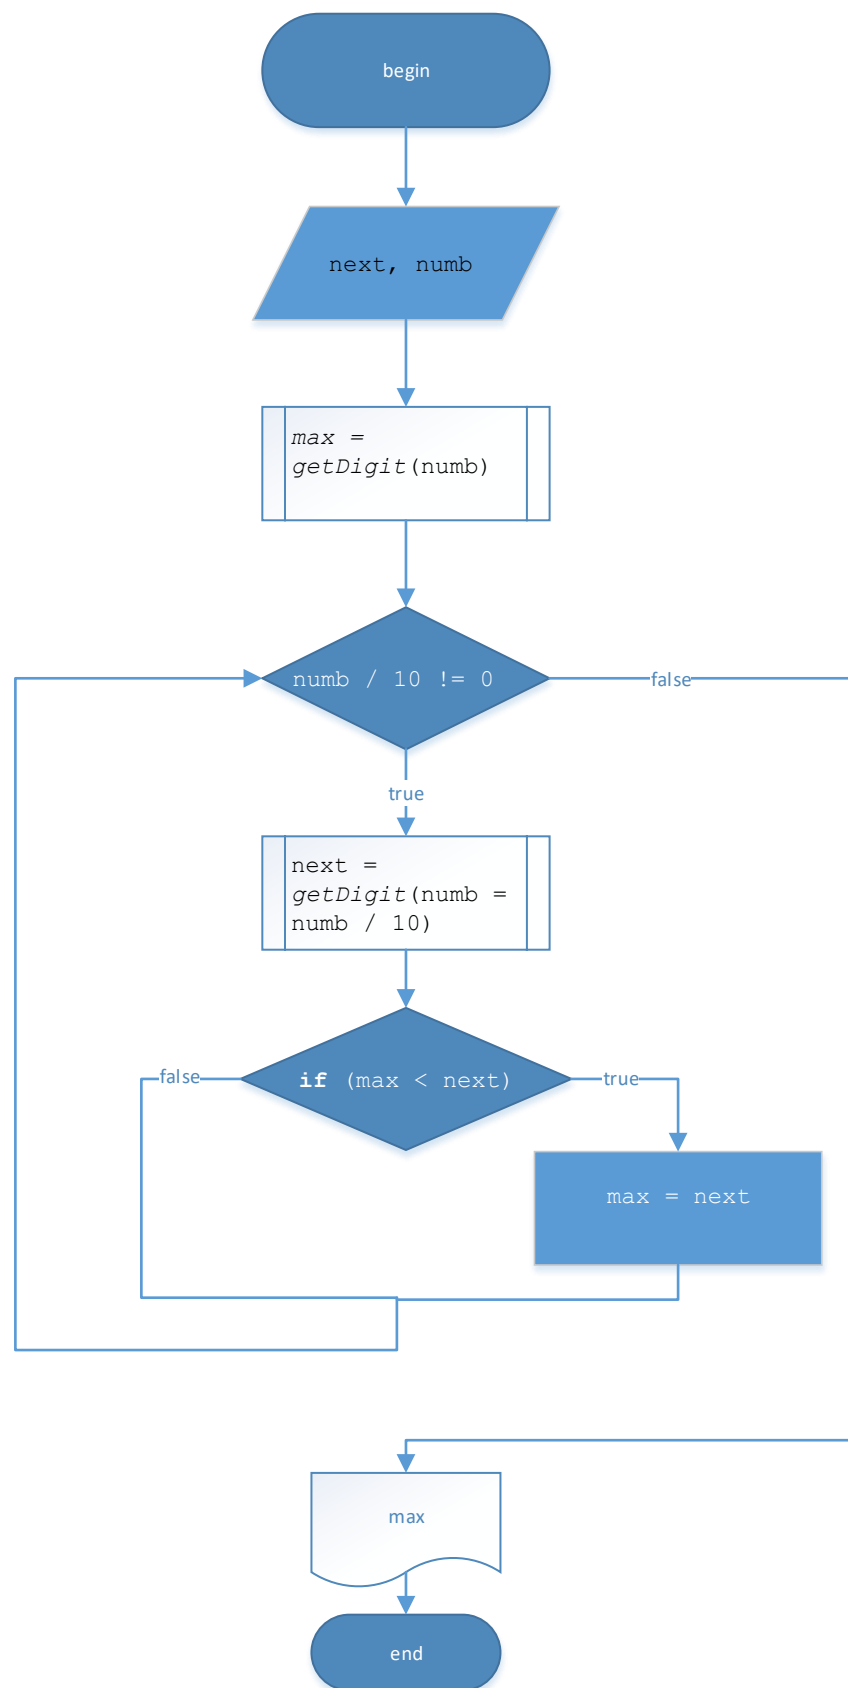 begin
next, numb
max =
getDigit(numb)
numb / 10 != 0
false
true
next =
getDigit(numb =
numb / 10)
false
if (max < next)
true
max = next
max
end